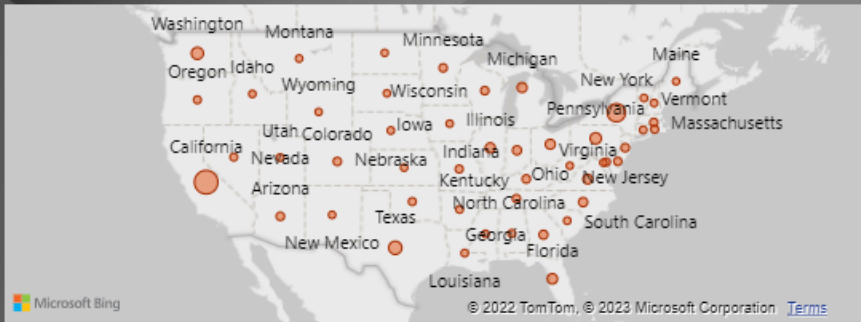 Washington
Montana
Minnesota
Maine
Michigan
Oregon
Idaho
New York
Wyoming
Wisconsin
Vermont
Pennsylvania
Massachusetts
Iowa
Illinois
Utah
Colorado
California
Nevada
Nebraska
Indiana
Virginia
Kentucky
Ohio
New Jersey
Arizona
North Carolina
Texas
South Carolina
New Mexico
Georgia
Florida
Louisiana
Microsoft Bing
© 2022 TomTom, © 2023 Microsoft Corporation Terms